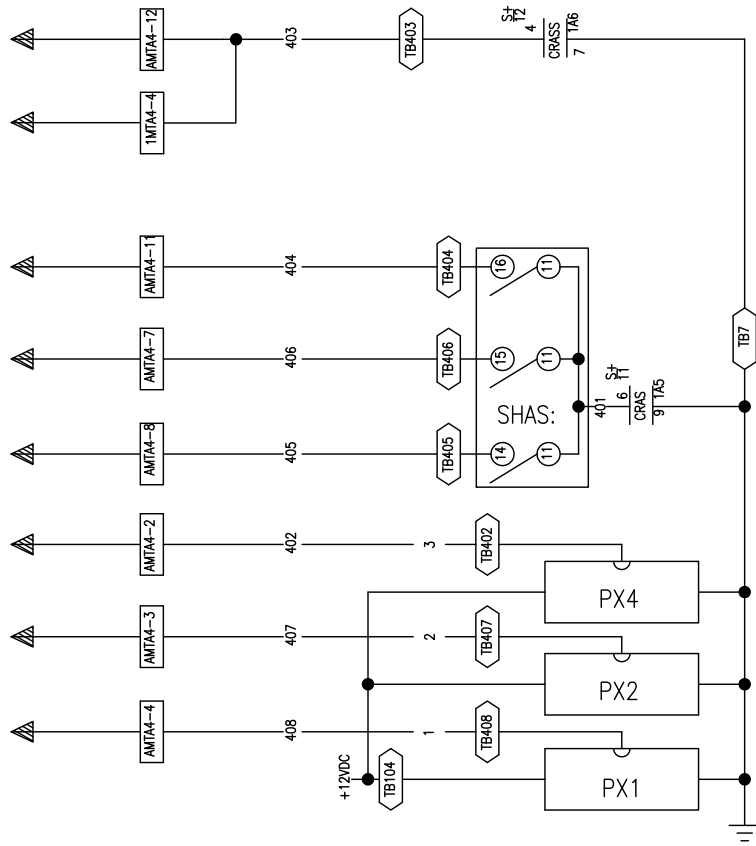 AMTA4-12
403
TB403
S+
12
4
CRASS
1A6
7
1MTA4-4
AMTA4-11
404
TB404
16
11
AMTA4-7
406
TB406
15
11
TB7
SHAS:
401
S+
11
6
CRAS
1A5
9
AMTA4-8
405
TB405
14
11
AMTA4-2
402
3
TB402
PX4
AMTA4-3
407
2
TB407
PX2
AMTA4-4
408
1
TB408
+12VDC
TB104
PX1